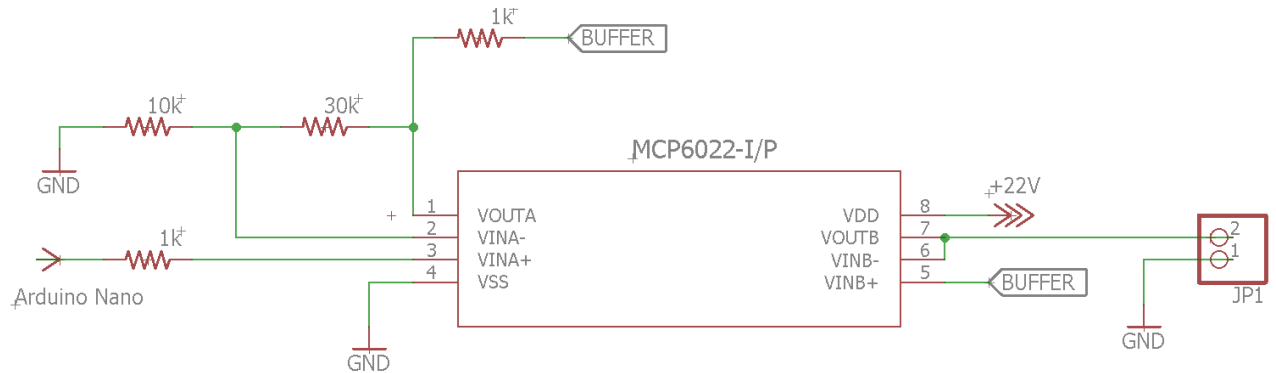 1k
BUFFER
10k
30k
GND
MCP6022-I/P
+22V
1 VOUTA
2 VINA-
3 VINA+
4 VSS
VDD 8
VOUTB 7
VINB- 6
VINB+ 5
1k
Arduino Nano
BUFFER
2
1
JP1
GND
GND